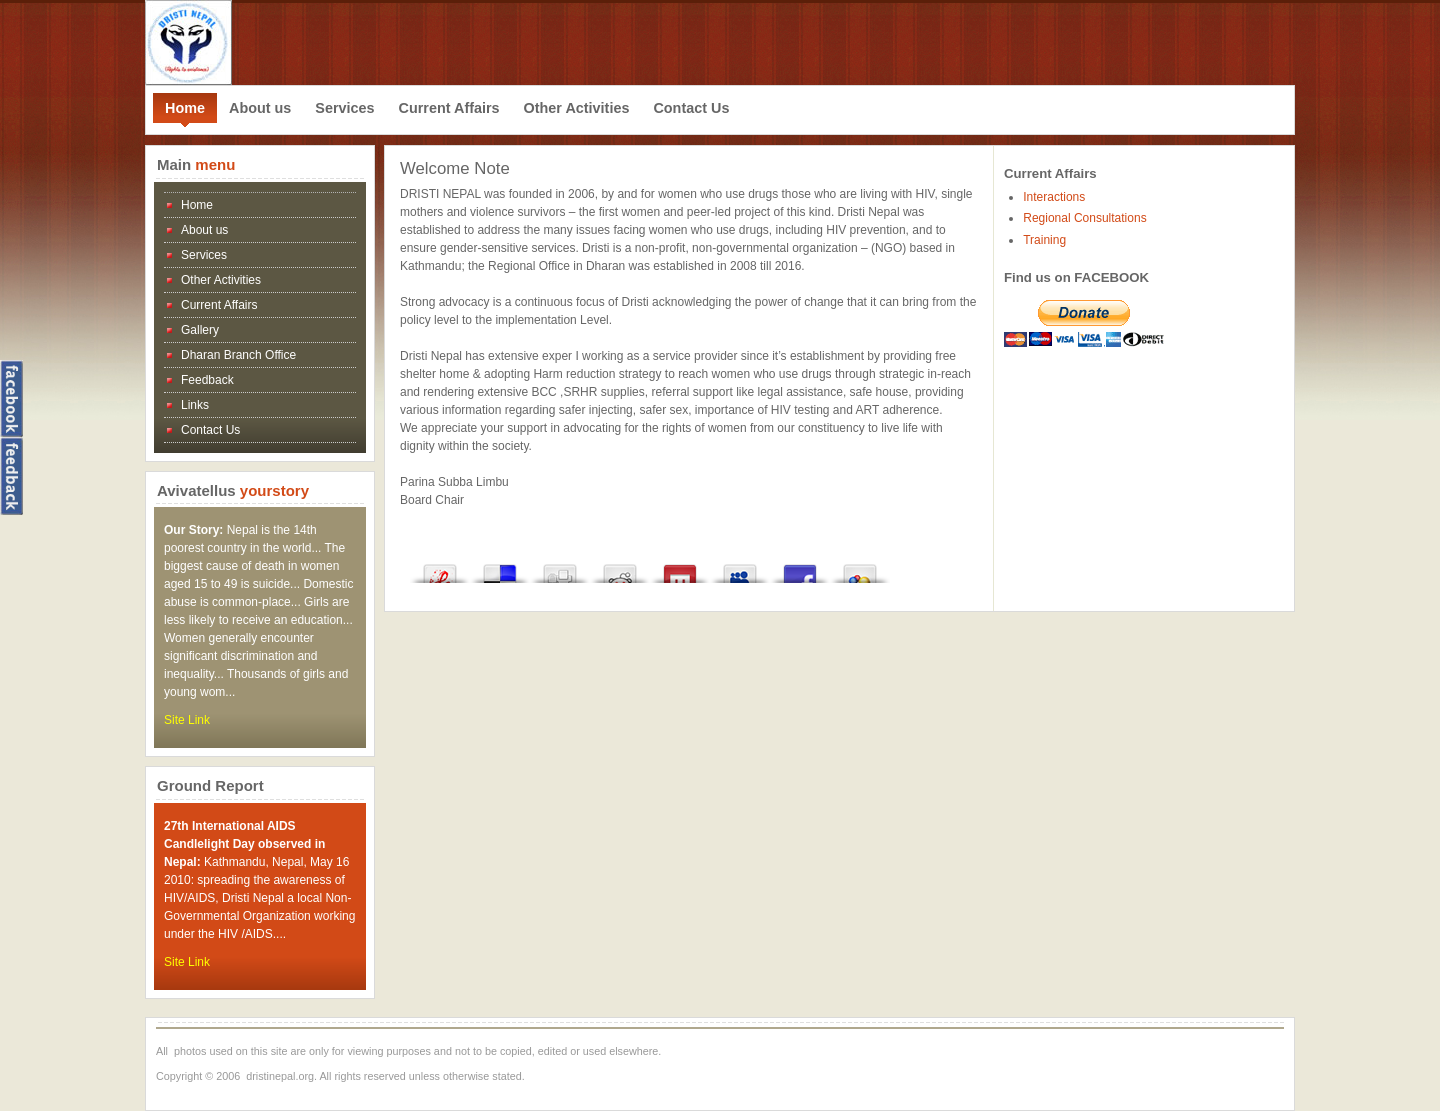 DRISTI NEPAL
(Rights to existence)
Home About us Services Current Affairs Other Activities Contact Us
Main menu
Home
About us
Services
Other Activities
Current Affairs
Gallery
Dharan Branch Office
Feedback
Links
Contact Us
facebook
feedback
Avivatellus yourstory
Our Story: Nepal is the 14th
poorest country in the world... The
biggest cause of death in women
aged 15 to 49 is suicide... Domestic
abuse is common-place... Girls are
less likely to receive an education...
Women generally encounter
significant discrimination and
inequality... Thousands of girls and
young wom...
Site Link
Ground Report
27th International AIDS
Candlelight Day observed in
Nepal: Kathmandu, Nepal, May 16
2010: spreading the awareness of
HIV/AIDS, Dristi Nepal a local Non-
Governmental Organization working
under the HIV /AIDS....
Site Link
Welcome Note
DRISTI NEPAL was founded in 2006, by and for women who use drugs those who are living with HIV, single
mothers and violence survivors – the first women and peer-led project of this kind. Dristi Nepal was
established to address the many issues facing women who use drugs, including HIV prevention, and to
ensure gender-sensitive services. Dristi is a non-profit, non-governmental organization – (NGO) based in
Kathmandu; the Regional Office in Dharan was established in 2008 till 2016.
Strong advocacy is a continuous focus of Dristi acknowledging the power of change that it can bring from the
policy level to the implementation Level.
Dristi Nepal has extensive exper I working as a service provider since it’s establishment by providing free
shelter home & adopting Harm reduction strategy to reach women who use drugs through strategic in-reach
and rendering extensive BCC ,SRHR supplies, referral support like legal assistance, safe house, providing
various information regarding safer injecting, safer sex, importance of HIV testing and ART adherence.
We appreciate your support in advocating for the rights of women from our constituency to live life with
dignity within the society.
Parina Subba Limbu
Board Chair
Current Affairs
Interactions
Regional Consultations
Training
Find us on FACEBOOK
Donate
VISA VISA DIRECT Debit
All  photos used on this site are only for viewing purposes and not to be copied, edited or used elsewhere.
Copyright © 2006  dristinepal.org. All rights reserved unless otherwise stated.